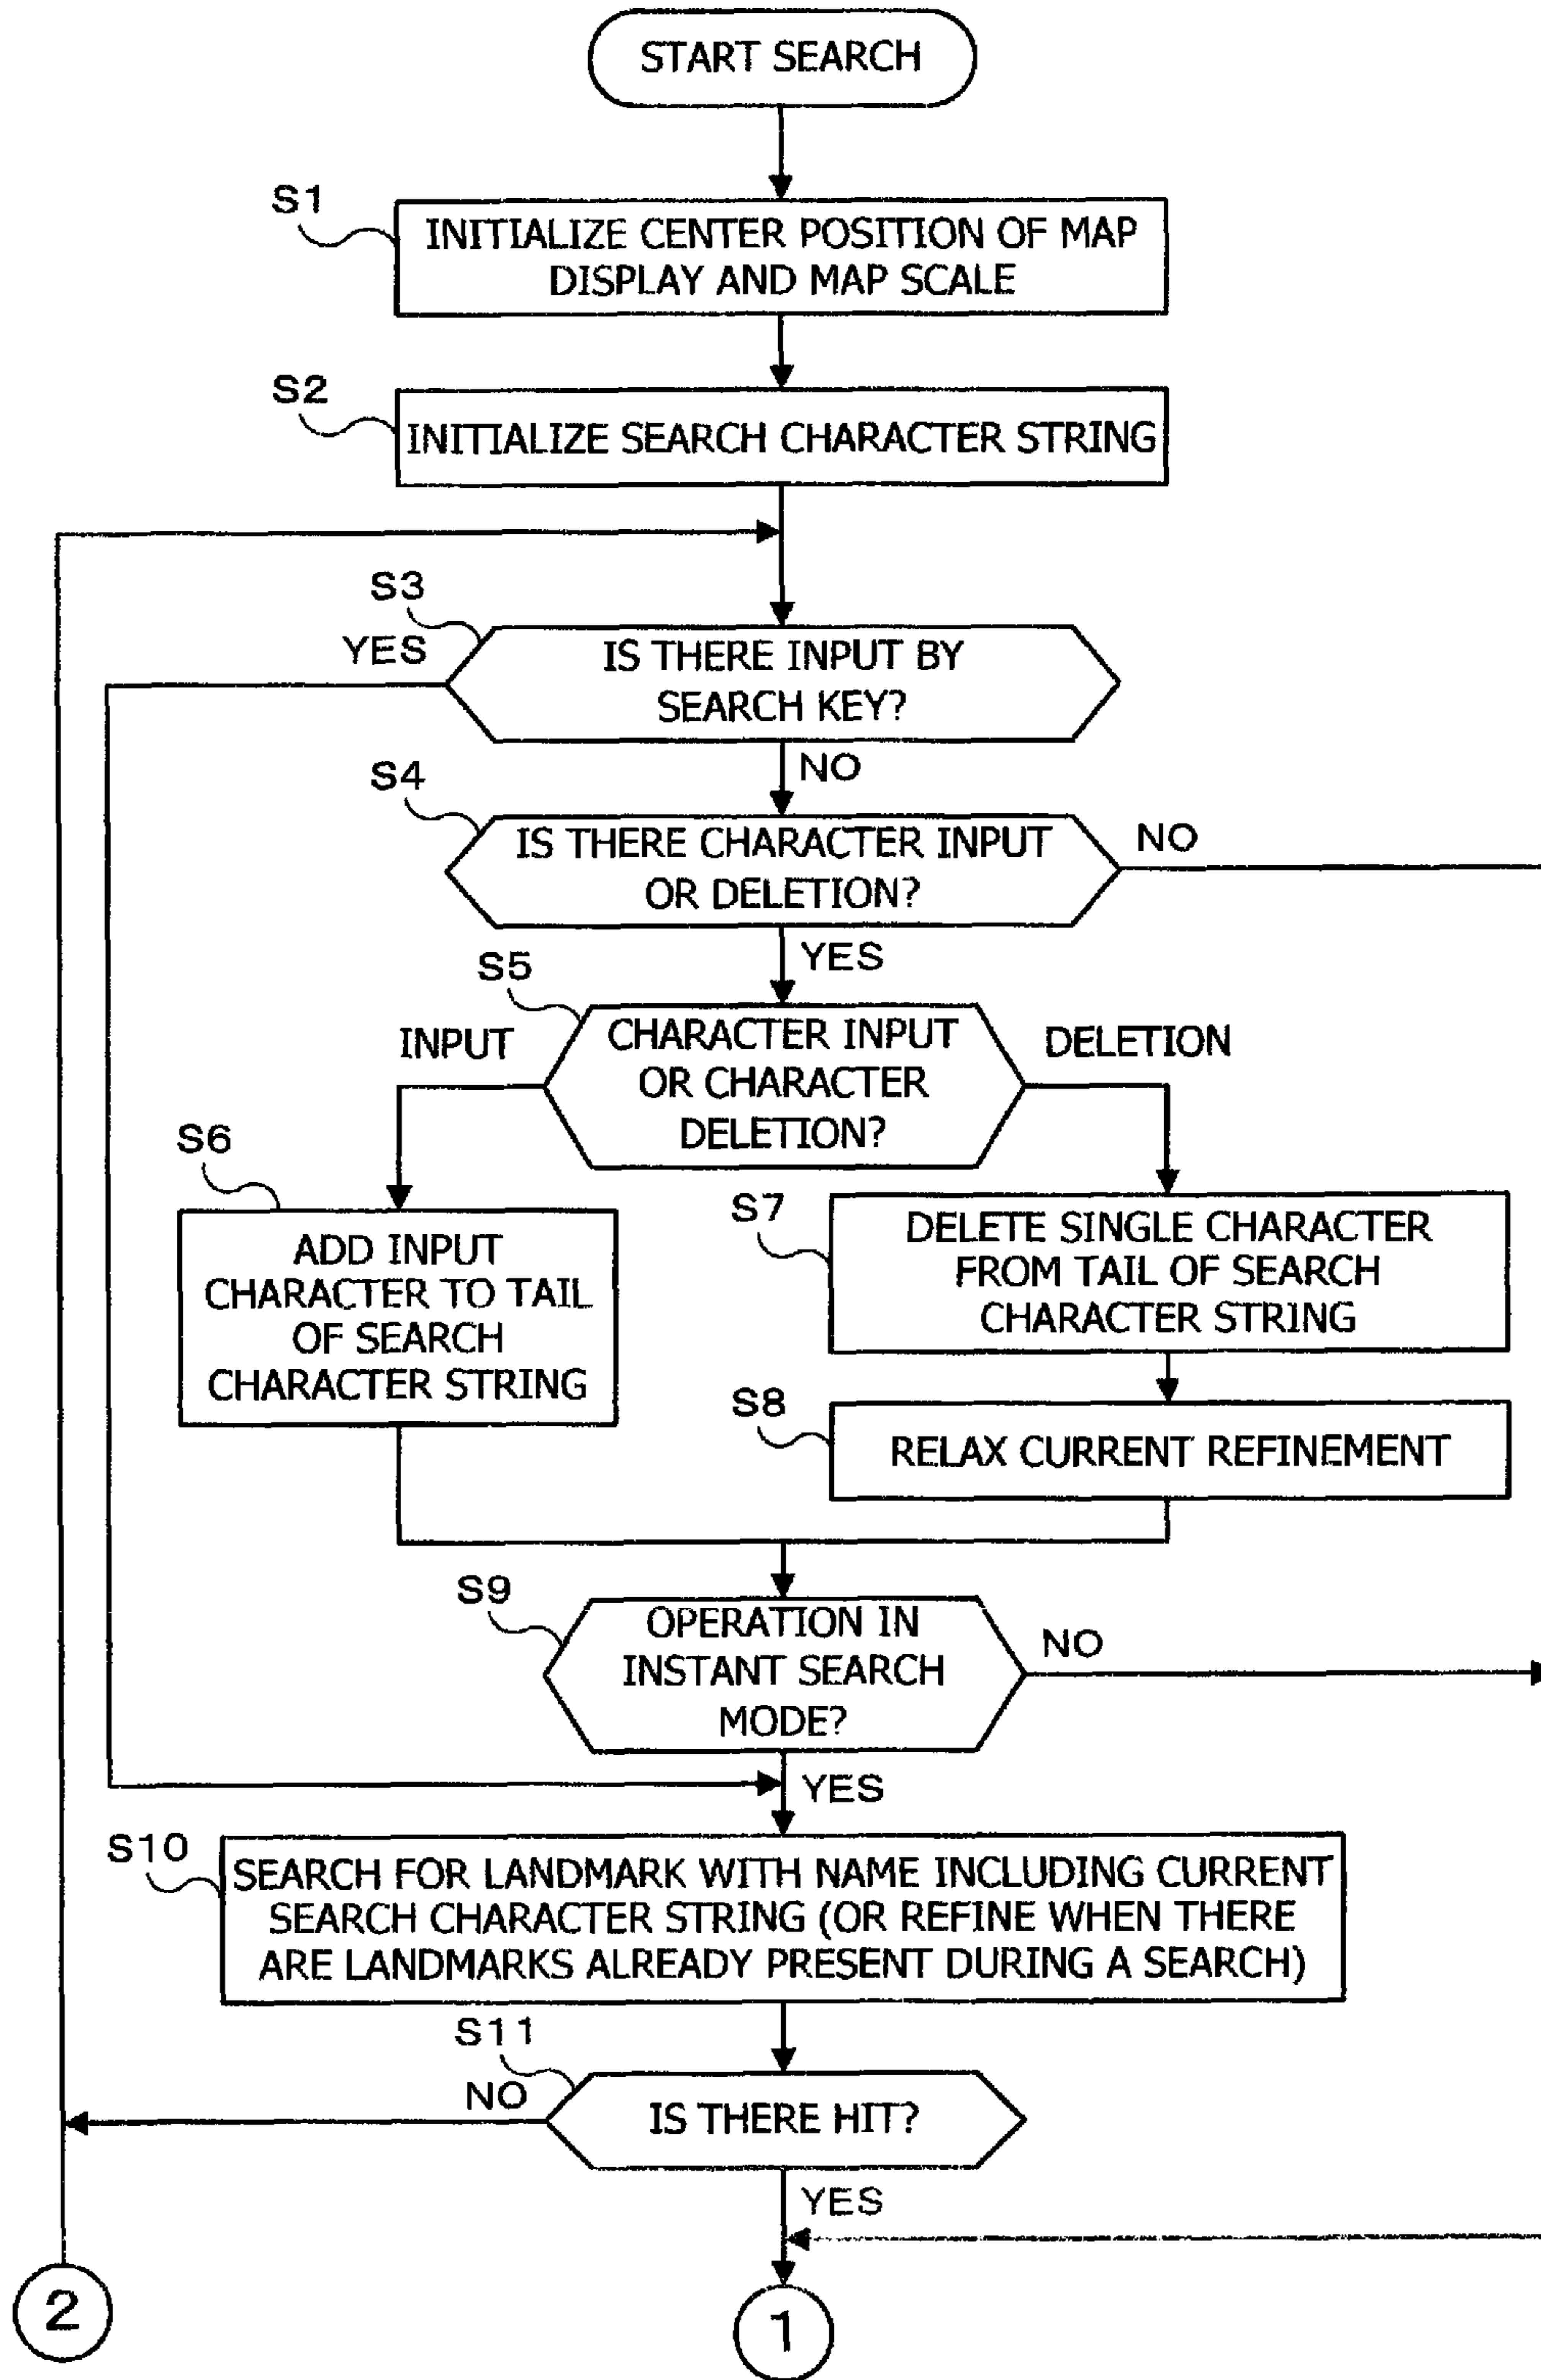 START SEARCH
S1
INITIALIZE CENTER POSITION OF MAP
DISPLAY AND MAP SCALE
S2
INITIALIZE SEARCH CHARACTER STRING
S3
YES
IS THERE INPUT BY
SEARCH KEY?
NO
S4
IS THERE CHARACTER INPUT
OR DELETION?
NO
YES
S5
INPUT
CHARACTER INPUT
OR CHARACTER
DELETION?
DELETION
S6
ADD INPUT
CHARACTER TO TAIL
OF SEARCH
CHARACTER STRING
S7
DELETE SINGLE CHARACTER
FROM TAIL OF SEARCH
CHARACTER STRING
S8
RELAX CURRENT REFINEMENT
S9
OPERATION IN
INSTANT SEARCH
MODE?
NO
YES
S10
SEARCH FOR LANDMARK WITH NAME INCLUDING CURRENT
SEARCH CHARACTER STRING (OR REFINE WHEN THERE
ARE LANDMARKS ALREADY PRESENT DURING A SEARCH)
S11
NO
IS THERE HIT?
YES
2
1